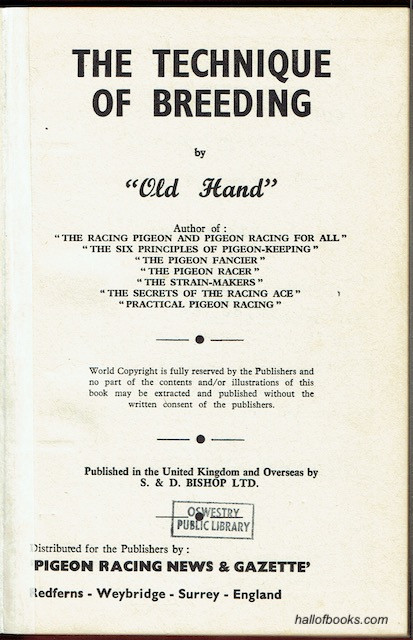 THE TECHNIQUE
OF BREEDING
by
"Old Hand"
Author of :
"THE RACING PIGEON AND PIGEON RACING FOR ALL"
"THE SIX PRINCIPLES OF PIGEON-KEEPING"
"THE PIGEON FANCIER"
"THE PIGEON RACER"
"THE STRAIN-MAKERS"
"THE SECRETS OF THE RACING ACE"
"PRACTICAL PIGEON RACING"
World Copyright is fully reserved by the Publishers and
no part of the contents and/or illustrations of this
book may be extracted and published without the
written consent of the publishers.
Published in the United Kingdom and Overseas by
S. & D. BISHOP LTD.
OSWESTRY
PUBLIC LIBRARY
Distributed for the Publishers by :
'PIGEON RACING NEWS & GAZETTE'
Redferns - Weybridge - Surrey - England
hallofbooks.com